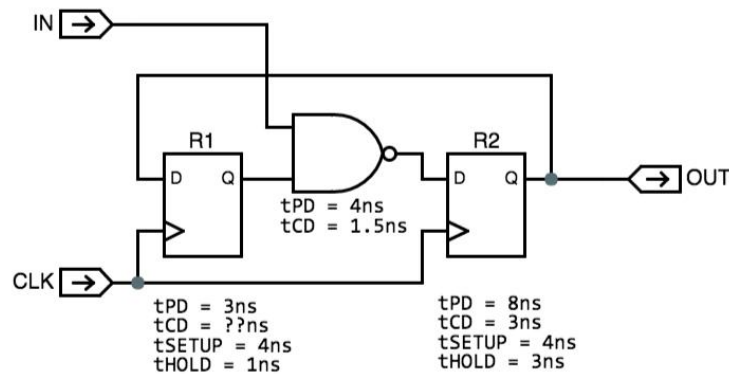 IN
R1
R2
D Q
D Q
OUT
tPD = 4ns
tCD = 1.5ns
CLK
tPD = 3ns
tCD = ??ns
tSETUP = 4ns
tHOLD = 1ns
tPD = 8ns
tCD = 3ns
tSETUP = 4ns
tHOLD = 3ns